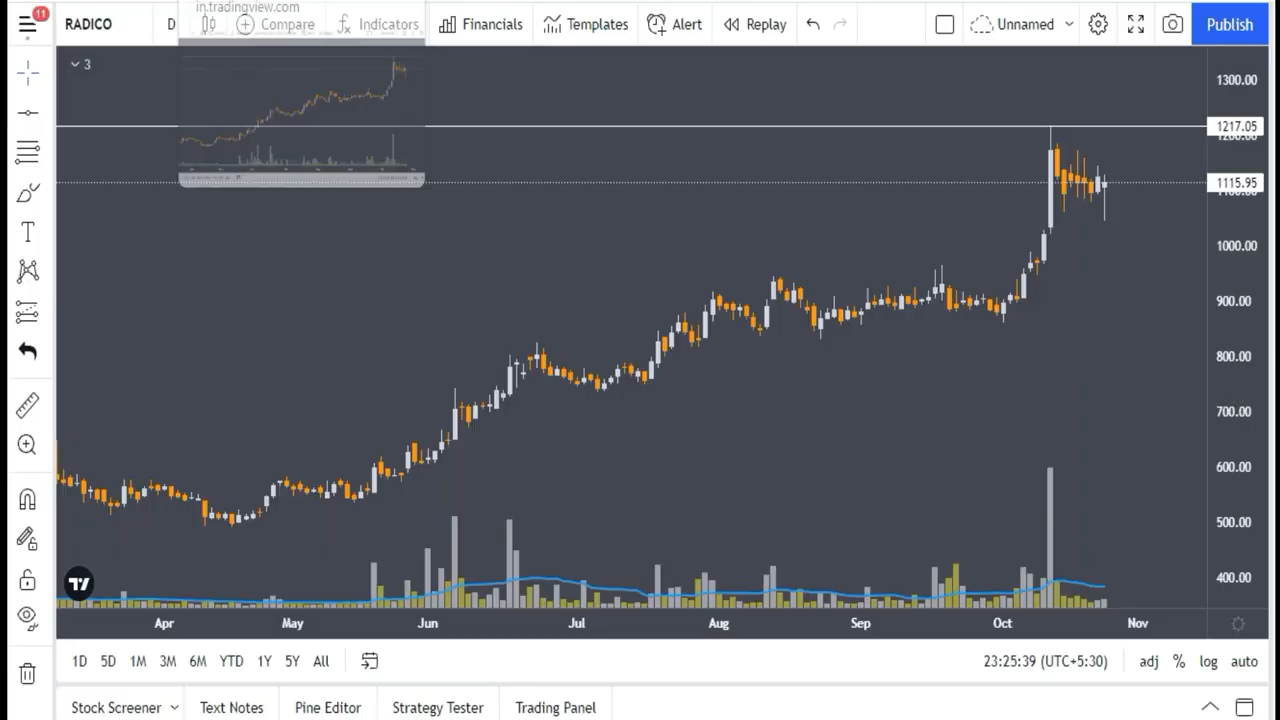 in.tradingview.com
11
RADICO
D
Compare
Indicators
Financials
Templates
Alert
Replay
Unnamed
Publish
3
1300.00
1217.05
1115.95
1000.00
900.00
800.00
700.00
600.00
500.00
400.00
Apr
May
Jun
Jul
Aug
Sep
Oct
Nov
1D
5D
1M
3M
6M
YTD
1Y
5Y
All
23:25:39 (UTC+5:30)
adj
%
log
auto
Stock Screener
Text Notes
Pine Editor
Strategy Tester
Trading Panel